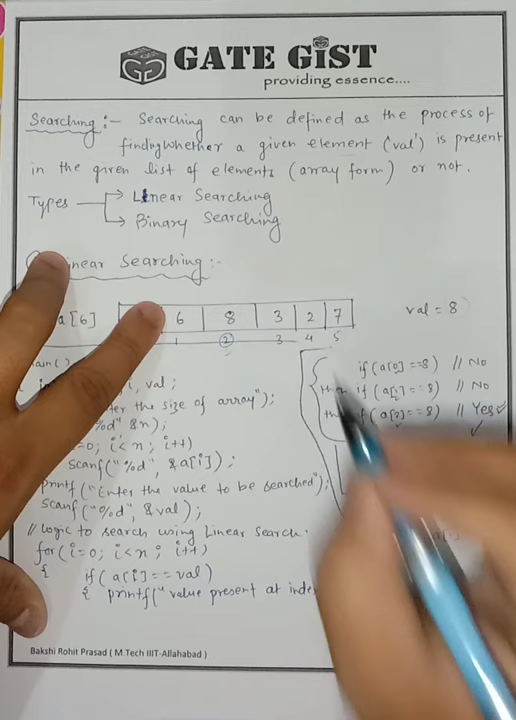 GATE GiST
providing essence....
Searching :- Searching can be defined as the process of
finding whether a given element ('val') is present
in the given list of elements (array form) or not.
Types → Linear Searching
→ Binary Searching
inear Searching :-
a[6] 6 8 3 2 7 val = 8
1 2 3 4 5
ain( ) if (a[0] == 8) // No
i, val ; if (a[1] == 8) // No
ter the size of array"); if (a[2] == 8) // Yes ✓
%d" &n);
=0; i<n; i++)
scanf("%d", &a[i]);
printf("Enter the value to be searched");
scanf("%d", &val);
// Logic to search using Linear Search:
for(i=0; i<n; i++)
{ if(a[i]==val)
{ printf("value present at inde
Bakshi Rohit Prasad ( M.Tech IIIT-Allahabad )